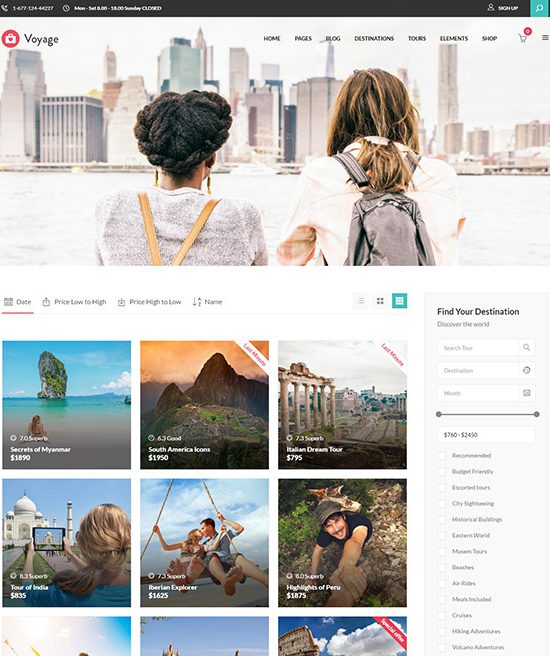 1-677-124-44227 Mon - Sat 8.00 - 18.00 Sunday CLOSED SIGN UP
Voyage HOME PAGES BLOG DESTINATIONS TOURS ELEMENTS SHOP 0
Date Price Low to High Price High to Low Name
Last Minute
Last Minute
7.0 Superb
Secrets of Myanmar
$1890
6.3 Good
South America Icons
$1950
7.3 Superb
Italian Dream Tour
$795
8.3 Superb
Tour of India
$835
7.3 Superb
Iberian Explorer
$1625
8.0 Superb
Highlights of Peru
$1875
Special offer
Find Your Destination
Discover the world
Search Tour
Destination
Month
$760 - $2450
Recommended
Budget Friendly
Escorted tours
City Sightseeing
Historical Buildings
Eastern World
Musem Tours
Beaches
Air Rides
Meals Included
Cruises
Hiking Adventures
Volcano Adventures